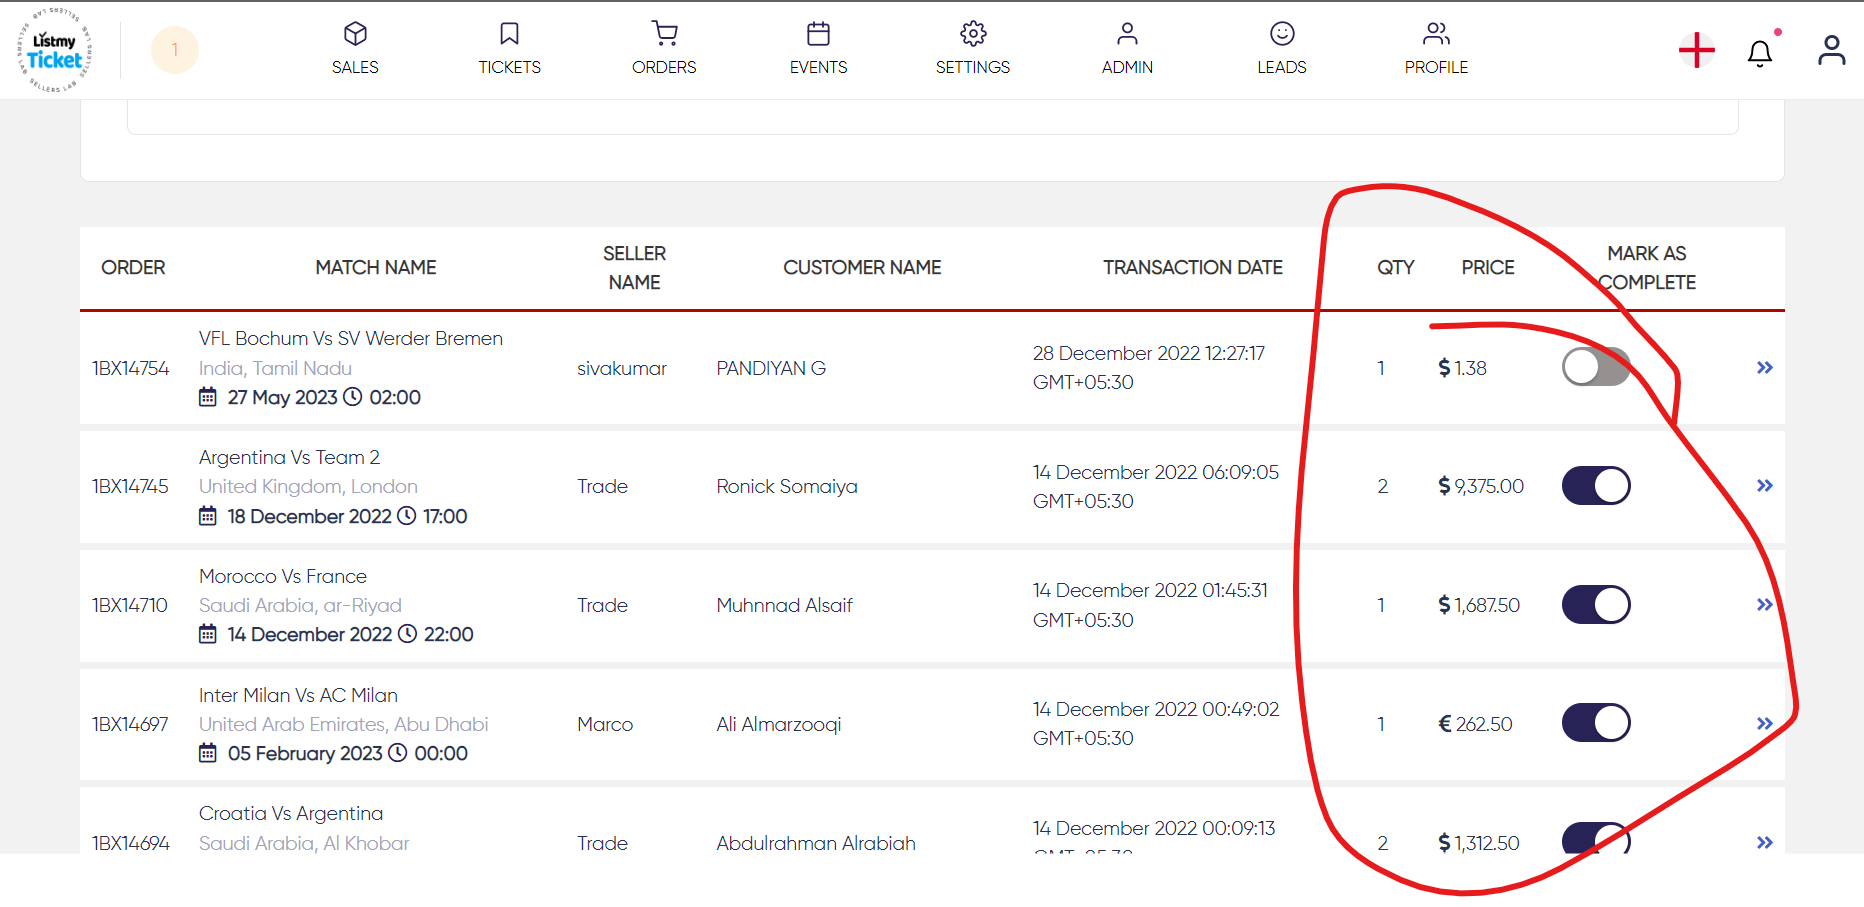 SELLERS LAB SELLERS LAB SELLERS LAB
Listmy
Ticket
1
SALES
TICKETS
ORDERS
EVENTS
SETTINGS
ADMIN
LEADS
PROFILE
ORDER MATCH NAME SELLER NAME CUSTOMER NAME TRANSACTION DATE QTY PRICE MARK AS COMPLETE
VFL Bochum Vs SV Werder Bremen
India, Tamil Nadu
27 May 2023 02:00
1BX14754
sivakumar
PANDIYAN G
28 December 2022 12:27:17
GMT+05:30
1
$ 1.38
Argentina Vs Team 2
United Kingdom, London
18 December 2022 17:00
1BX14745
Trade
Ronick Somaiya
14 December 2022 06:09:05
GMT+05:30
2
$ 9,375.00
Morocco Vs France
Saudi Arabia, ar-Riyad
14 December 2022 22:00
1BX14710
Trade
Muhnnad Alsaif
14 December 2022 01:45:31
GMT+05:30
1
$ 1,687.50
Inter Milan Vs AC Milan
United Arab Emirates, Abu Dhabi
05 February 2023 00:00
1BX14697
Marco
Ali Almarzooqi
14 December 2022 00:49:02
GMT+05:30
1
€ 262.50
Croatia Vs Argentina
Saudi Arabia, Al Khobar
1BX14694
Trade
Abdulrahman Alrabiah
14 December 2022 00:09:13
2
$ 1,312.50